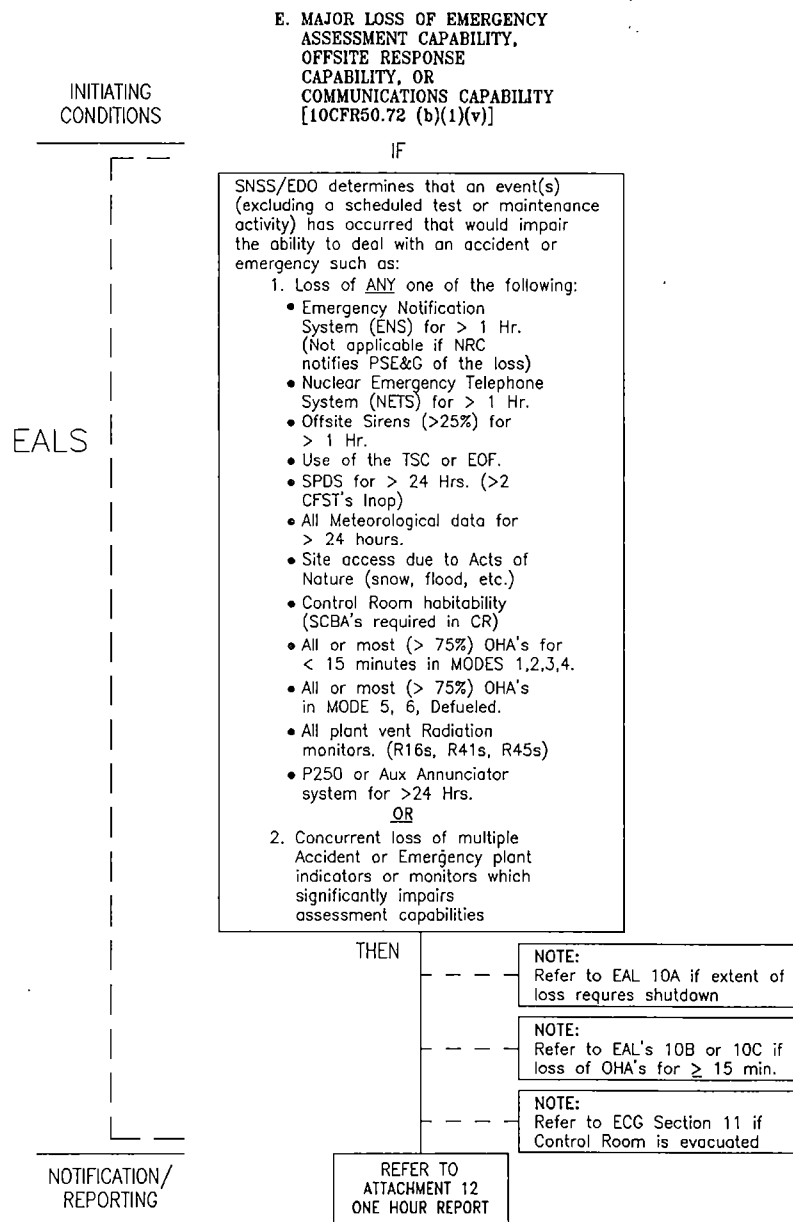 E. MAJOR LOSS OF EMERGENCY
ASSESSMENT CAPABILITY,
OFFSITE RESPONSE
CAPABILITY, OR
COMMUNICATIONS CAPABILITY
[10CFR50.72 (b)(1)(v)]
INITIATING
CONDITIONS
IF
EALS
SNSS/EDO determines that an event(s)
(excluding a scheduled test or maintenance
activity) has occurred that would impair
the ability to deal with an accident or
emergency such as:
1. Loss of ANY one of the following:
• Emergency Notification
System (ENS) for > 1 Hr.
(Not applicable if NRC
notifies PSE&G of the loss)
• Nuclear Emergency Telephone
System (NETS) for > 1 Hr.
• Offsite Sirens (>25%) for
> 1 Hr.
• Use of the TSC or EOF.
• SPDS for > 24 Hrs. (>2
CFST's Inop)
• All Meteorological data for
> 24 hours.
• Site access due to Acts of
Nature (snow, flood, etc.)
• Control Room habitability
(SCBA's required in CR)
• All or most (> 75%) OHA's for
< 15 minutes in MODES 1,2,3,4.
• All or most (> 75%) OHA's
in MODE 5, 6, Defueled.
• All plant vent Radiation
monitors. (R16s, R41s, R45s)
• P250 or Aux Annunciator
system for >24 Hrs.
OR
2. Concurrent loss of multiple
Accident or Emergency plant
indicators or monitors which
significantly impairs
assessment capabilities
THEN
NOTE:
Refer to EAL 10A if extent of
loss requres shutdown
NOTE:
Refer to EAL's 10B or 10C if
loss of OHA's for ≥ 15 min.
NOTE:
Refer to ECG Section 11 if
Control Room is evacuated
NOTIFICATION/
REPORTING
REFER TO
ATTACHMENT 12
ONE HOUR REPORT